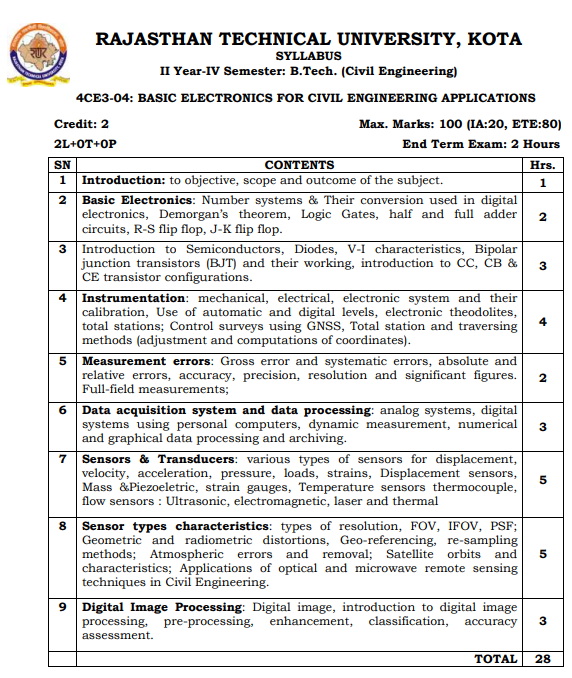 RAJASTHAN TECHNICAL UNIVERSITY, KOTA
SYLLABUS
II Year-IV Semester: B.Tech. (Civil Engineering)
4CE3-04: BASIC ELECTRONICS FOR CIVIL ENGINEERING APPLICATIONS
Credit: 2 Max. Marks: 100 (IA:20, ETE:80)
2L+0T+0P End Term Exam: 2 Hours
SN CONTENTS Hrs.
1 Introduction: to objective, scope and outcome of the subject. 1
2 Basic Electronics: Number systems & Their conversion used in digital
electronics, Demorgan's theorem, Logic Gates, half and full adder
circuits, R-S flip flop, J-K flip flop.
2
3 Introduction to Semiconductors, Diodes, V-I characteristics, Bipolar
junction transistors (BJT) and their working, introduction to CC, CB &
CE transistor configurations.
3
4 Instrumentation: mechanical, electrical, electronic system and their
calibration, Use of automatic and digital levels, electronic theodolites,
total stations; Control surveys using GNSS, Total station and traversing
methods (adjustment and computations of coordinates).
4
5 Measurement errors: Gross error and systematic errors, absolute and
relative errors, accuracy, precision, resolution and significant figures.
Full-field measurements;
2
6 Data acquisition system and data processing: analog systems, digital
systems using personal computers, dynamic measurement, numerical
and graphical data processing and archiving.
3
7 Sensors & Transducers: various types of sensors for displacement,
velocity, acceleration, pressure, loads, strains, Displacement sensors,
Mass &Piezoeletric, strain gauges, Temperature sensors thermocouple,
flow sensors : Ultrasonic, electromagnetic, laser and thermal
5
8 Sensor types characteristics: types of resolution, FOV, IFOV, PSF;
Geometric and radiometric distortions, Geo-referencing, re-sampling
methods; Atmospheric errors and removal; Satellite orbits and
characteristics; Applications of optical and microwave remote sensing
techniques in Civil Engineering.
5
9 Digital Image Processing: Digital image, introduction to digital image
processing, pre-processing, enhancement, classification, accuracy
assessment.
3
TOTAL 28